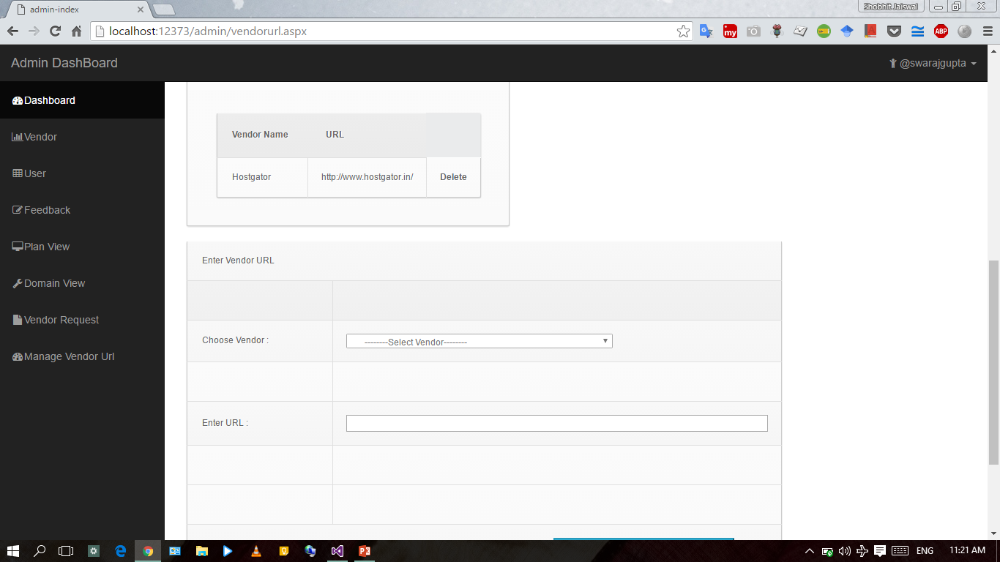 admin-index
Shobhit Jaiswal
localhost:12373/admin/vendorurl.aspx
my
ABP
Admin DashBoard
@swarajgupta
Dashboard
Vendor
User
Feedback
Plan View
Domain View
Vendor Request
Manage Vendor Url
Vendor Name URL
Hostgator http://www.hostgator.in/ Delete
Enter Vendor URL
Choose Vendor : --------Select Vendor--------
Enter URL :
ENG
11:21 AM